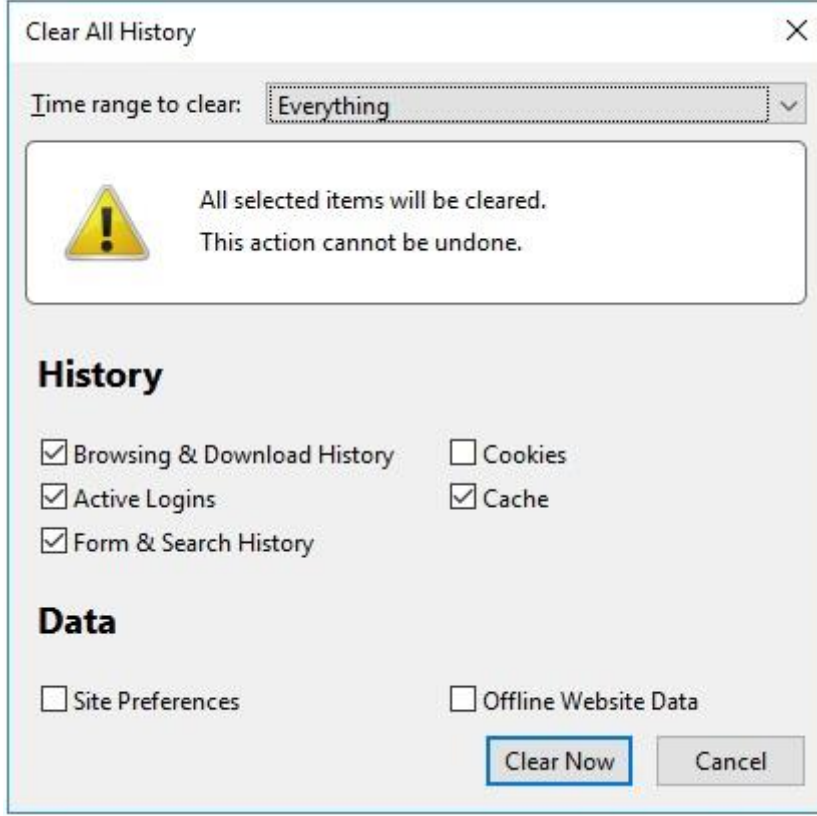 Clear All History
Time range to clear: Everything
All selected items will be cleared.
This action cannot be undone.
History
Browsing & Download History Cookies
Active Logins Cache
Form & Search History
Data
Site Preferences Offline Website Data
Clear Now Cancel